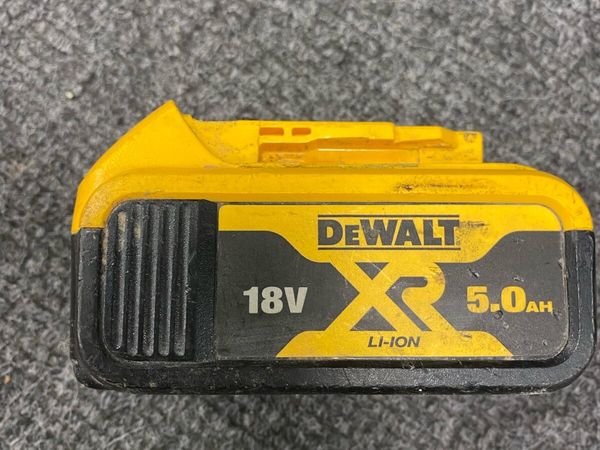 DEWALT
18V XR 5.0AH
LI-ION